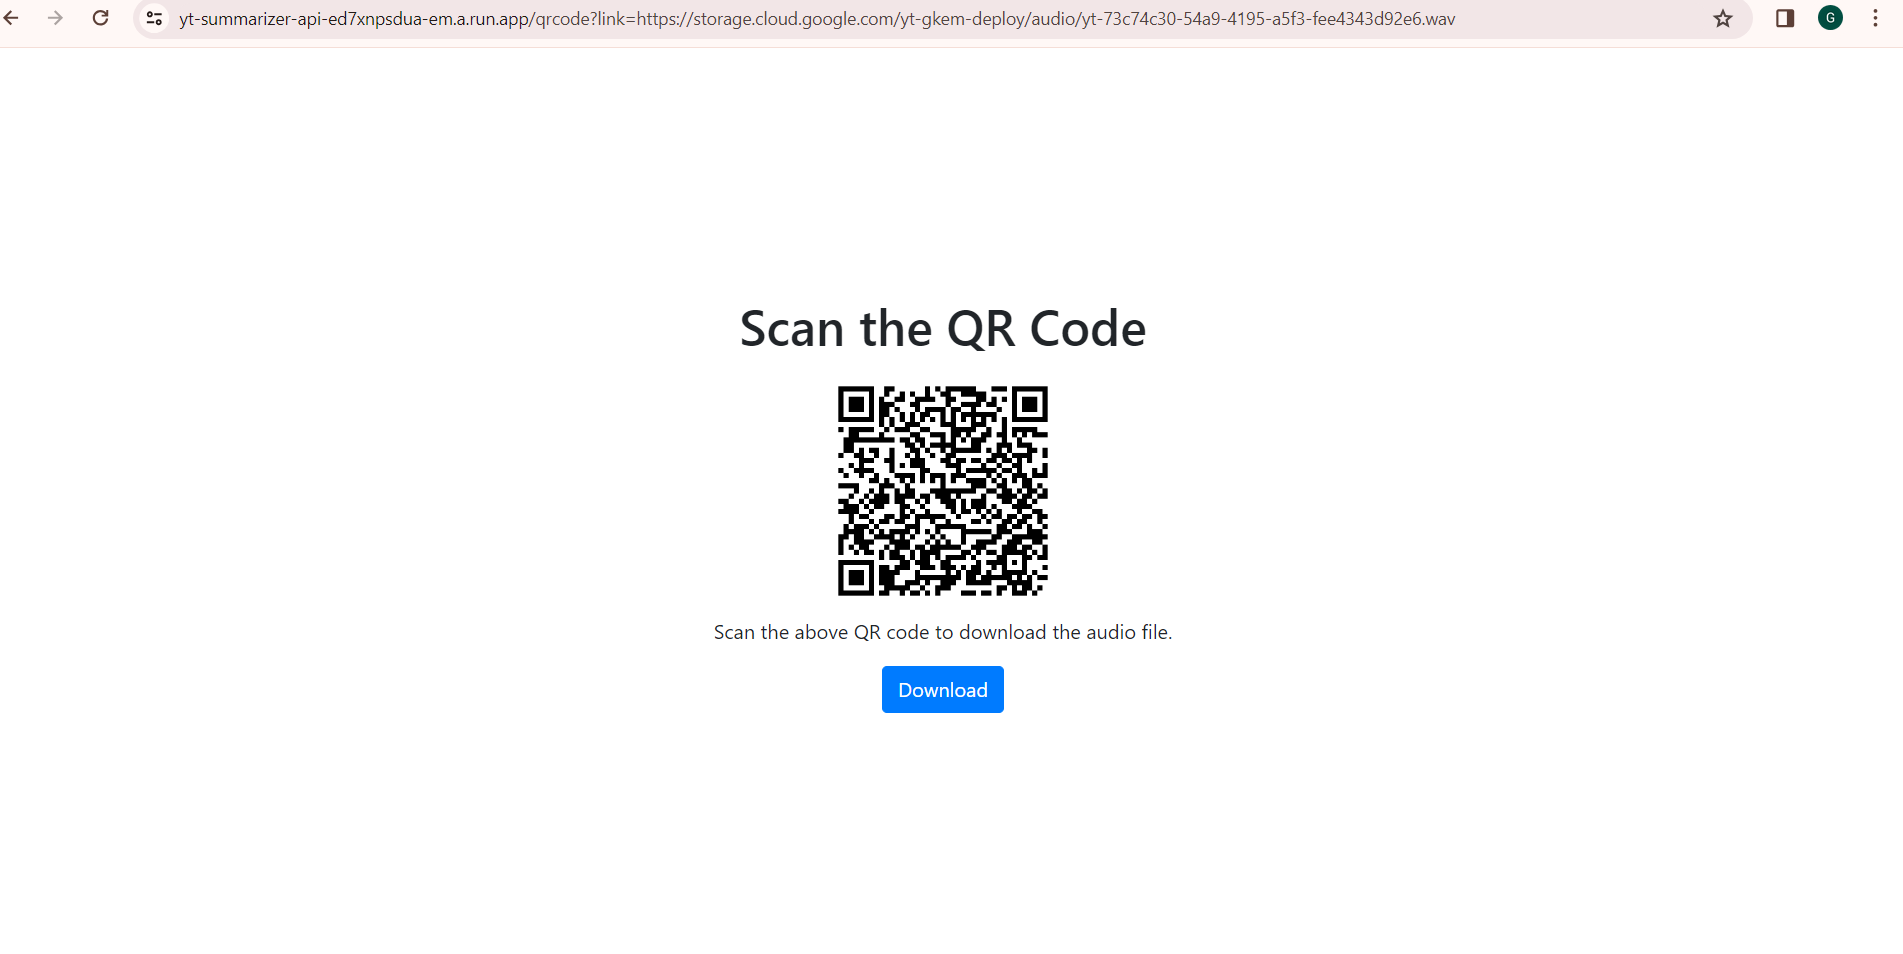 yt-summarizer-api-ed7xnpsdua-em.a.run.app/qrcode?link=https://storage.cloud.google.com/yt-gkem-deploy/audio/yt-73c74c30-54a9-4195-a5f3-fee4343d92e6.wav
G
Scan the QR Code
Scan the above QR code to download the audio file.
Download